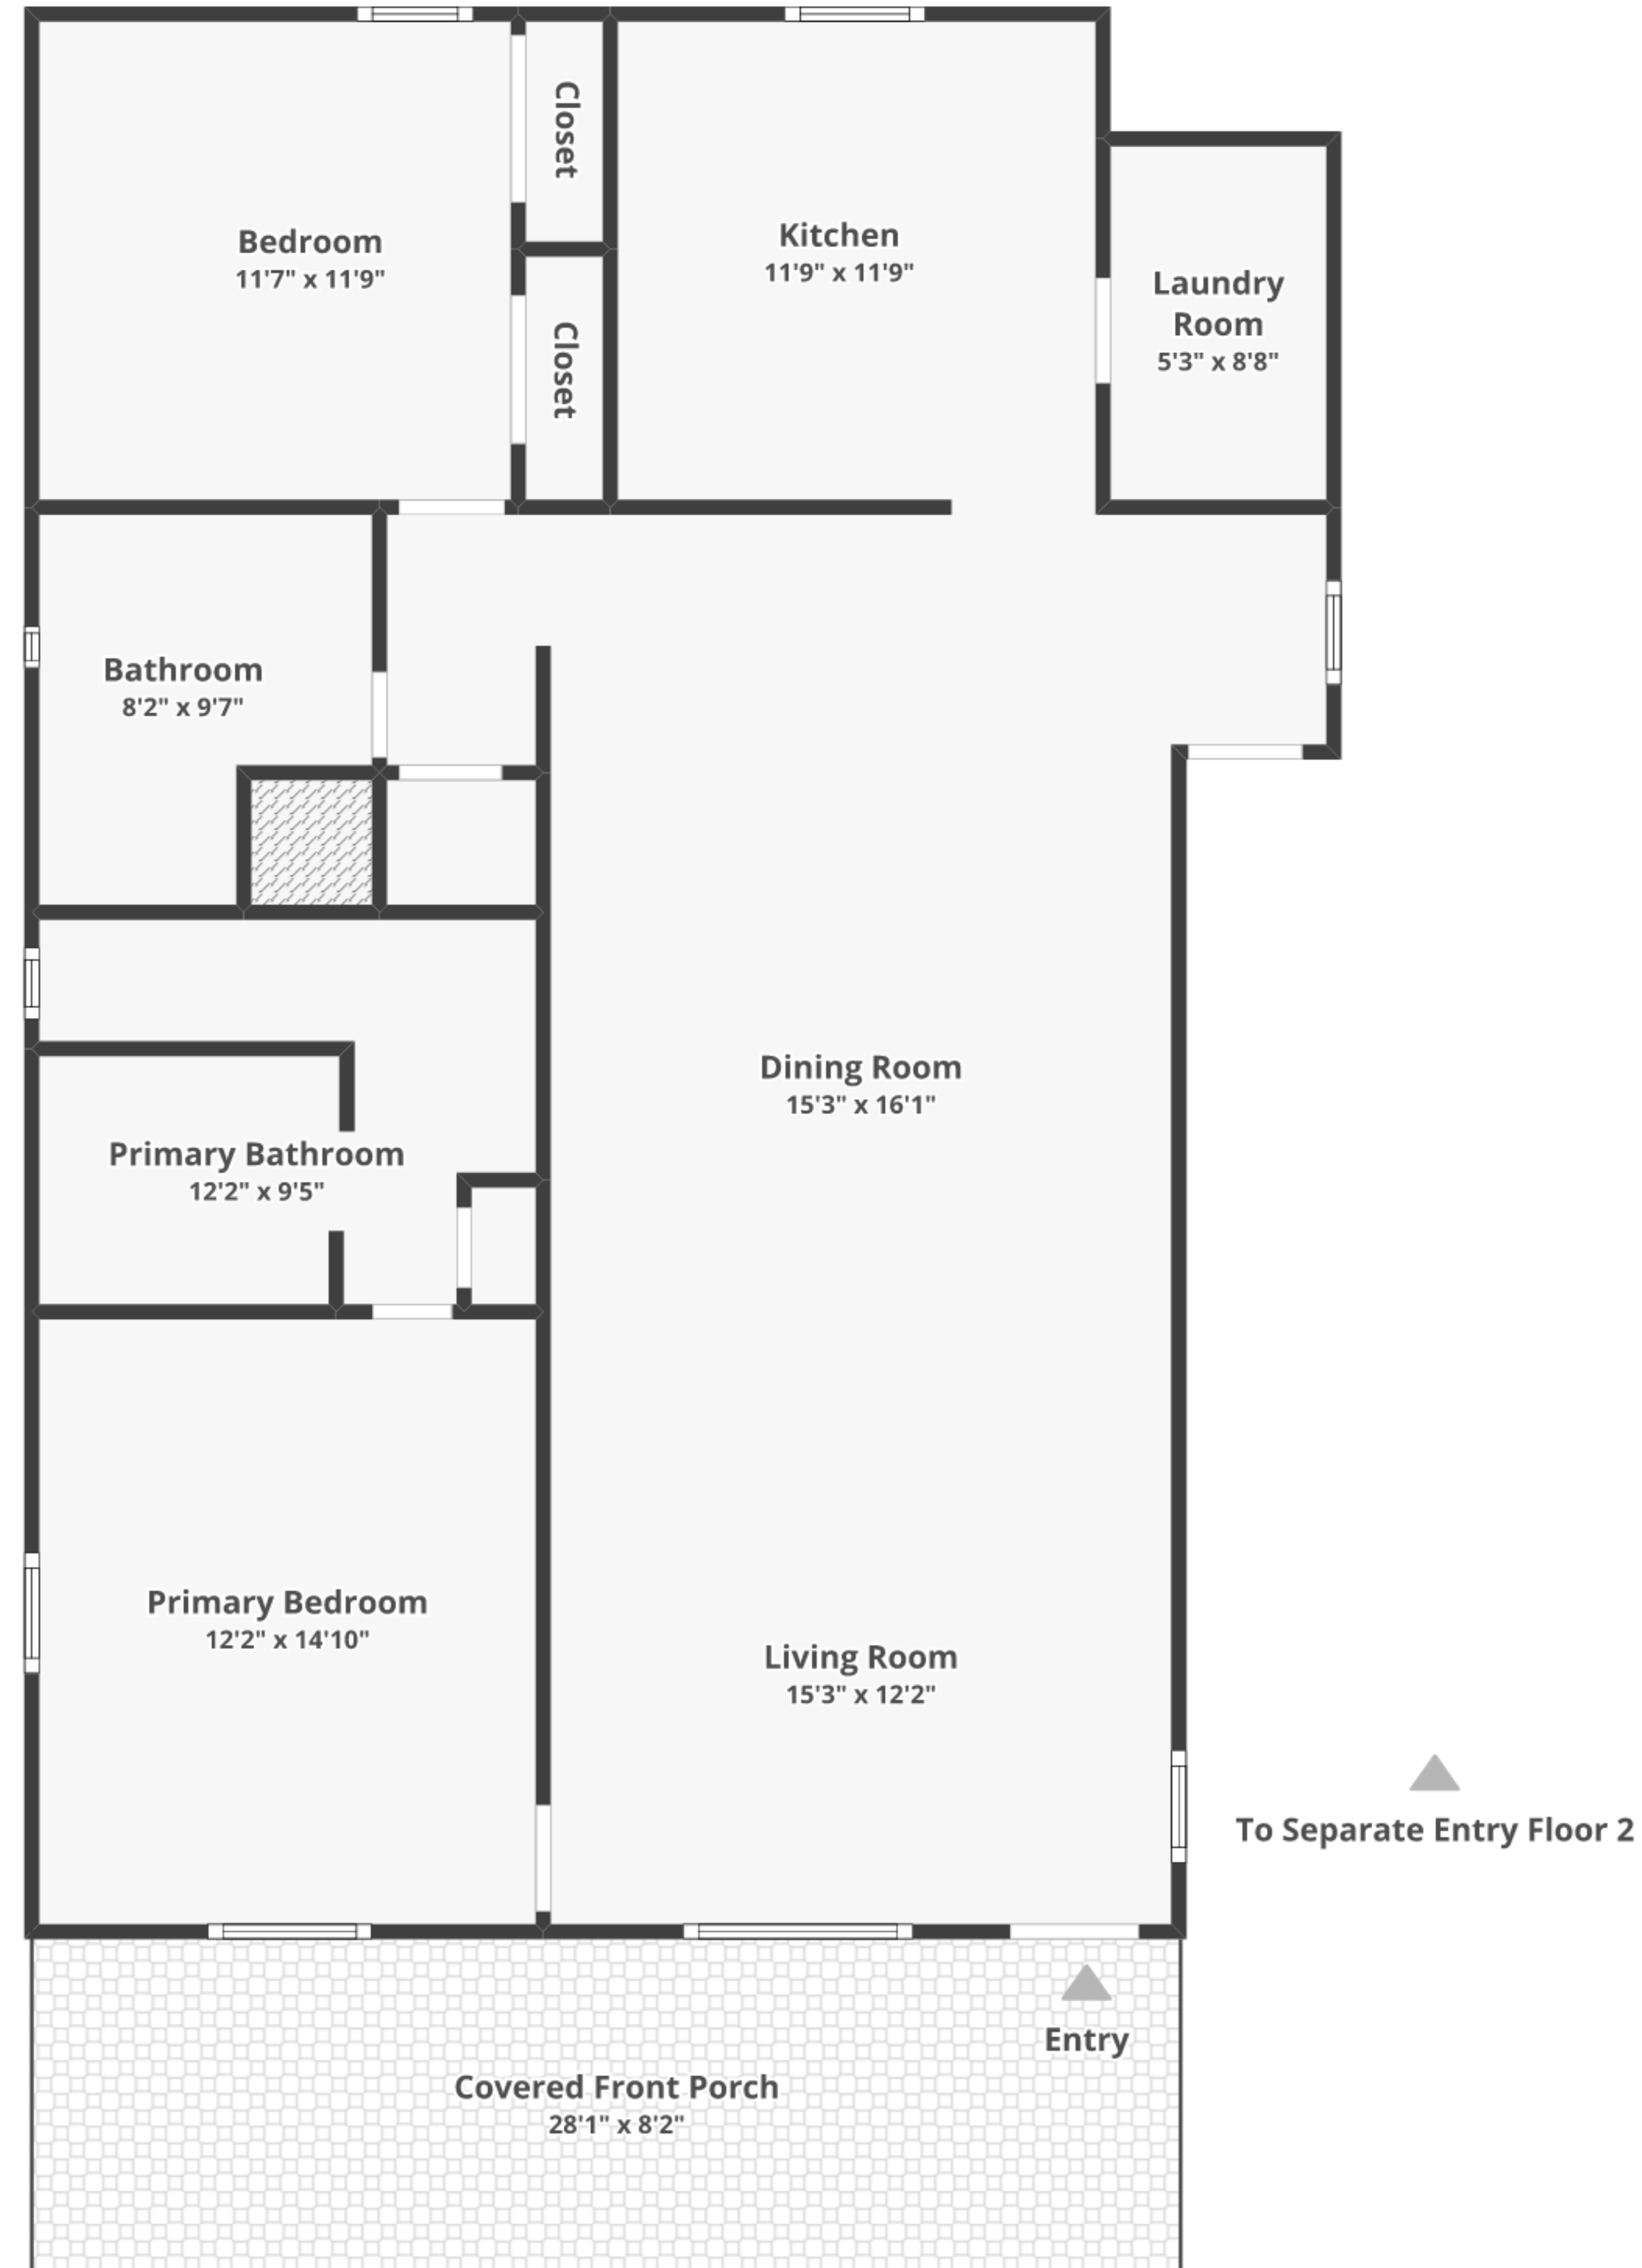 Bedroom
11'7" x 11'9"
Closet
Closet
Kitchen
11'9" x 11'9"
Laundry
Room
5'3" x 8'8"
Bathroom
8'2" x 9'7"
Dining Room
15'3" x 16'1"
Primary Bathroom
12'2" x 9'5"
Primary Bedroom
12'2" x 14'10"
Living Room
15'3" x 12'2"
To Separate Entry Floor 2
Entry
Covered Front Porch
28'1" x 8'2"